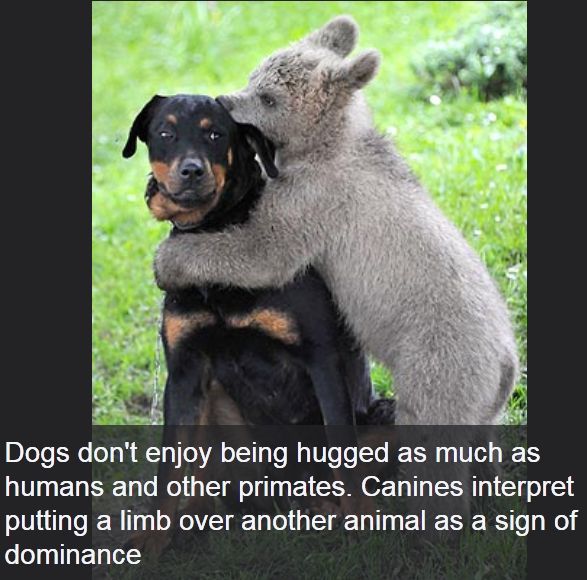 Dogs don't enjoy being hugged as much as
humans and other primates. Canines interpret
putting a limb over another animal as a sign of
dominance